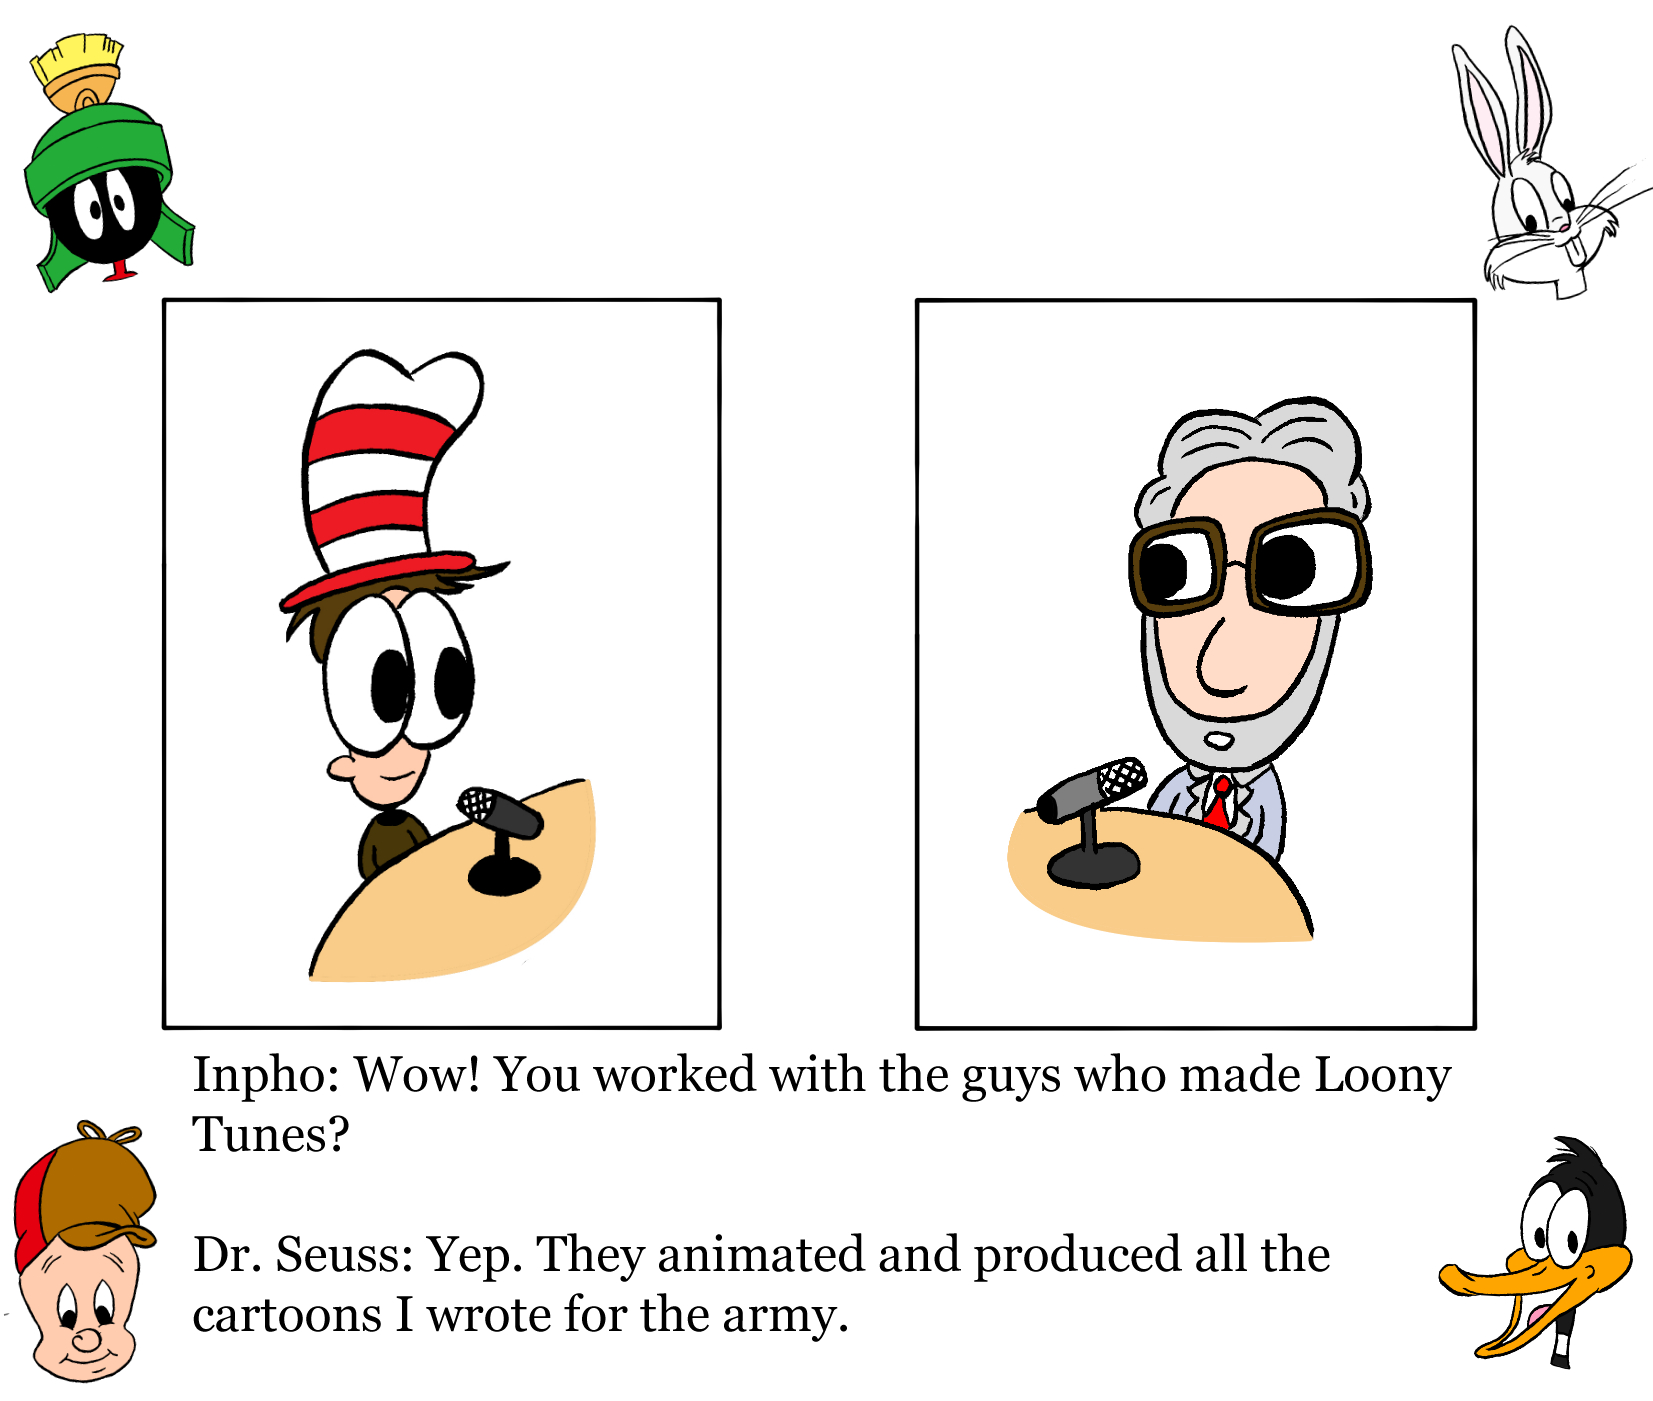 Inpho: Wow! You worked with the guys who made Loony
Tunes?
Dr. Seuss: Yep. They animated and produced all the
cartoons I wrote for the army.